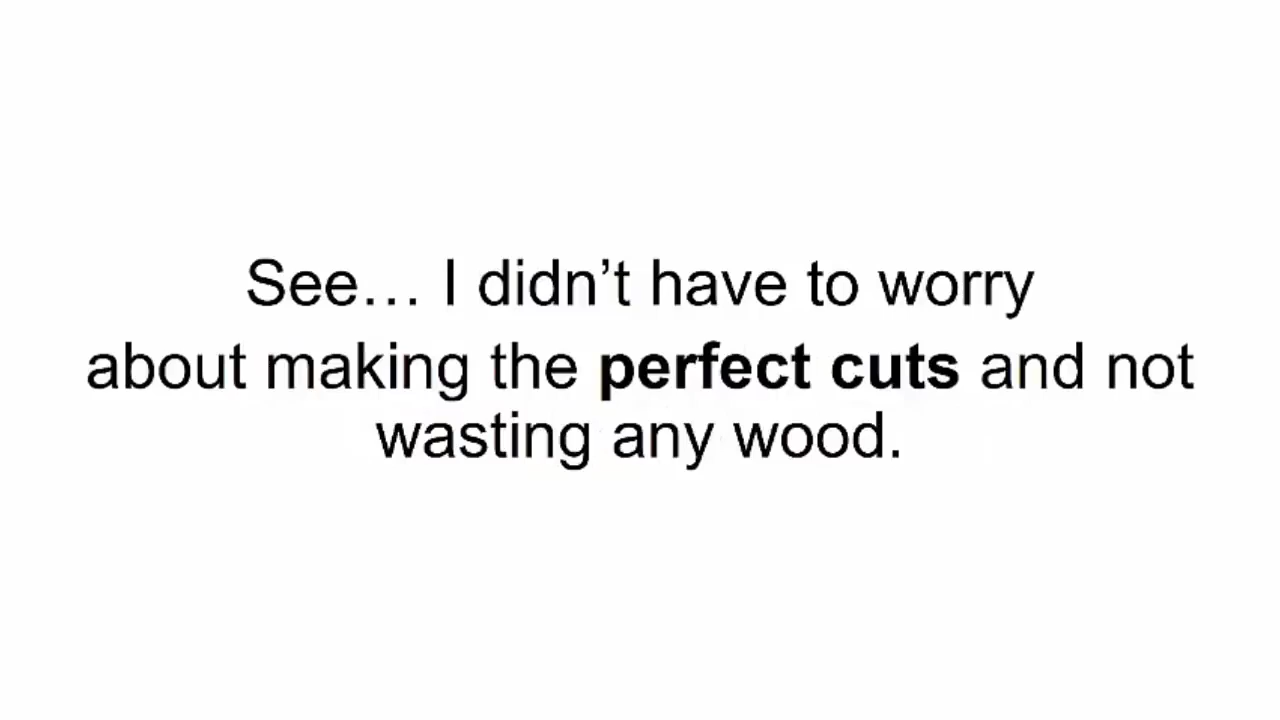 See… I didn’t have to worry
about making the perfect cuts and not
wasting any wood.